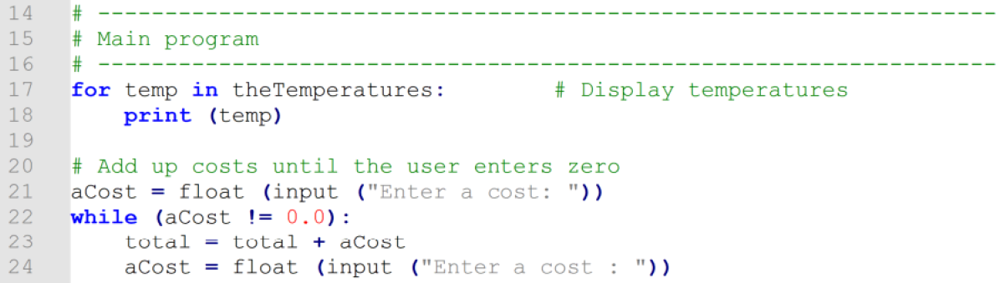 14 # -------------------------------------------------------------------
15 # Main program
16 # -------------------------------------------------------------------
17 for temp in theTemperatures:        # Display temperatures
18     print (temp)
19
20 # Add up costs until the user enters zero
21 aCost = float (input ("Enter a cost: "))
22 while (aCost != 0.0):
23     total = total + aCost
24     aCost = float (input ("Enter a cost : "))